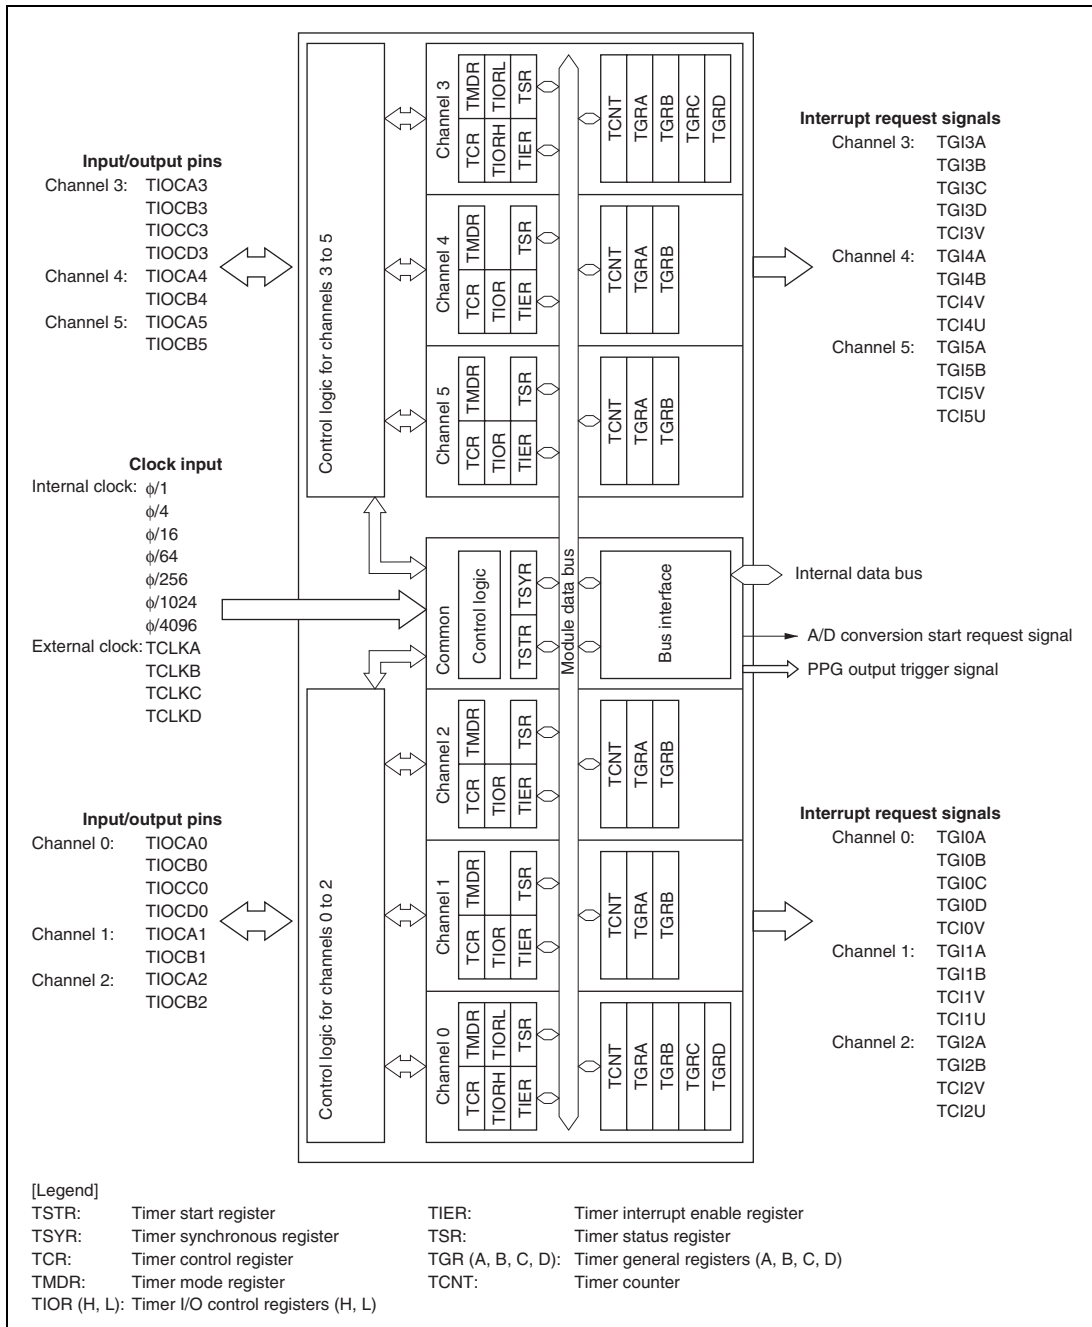 Input/output pins
Channel 3: TIOCA3
TIOCB3
TIOCC3
TIOCD3
Channel 4: TIOCA4
TIOCB4
Channel 5: TIOCA5
TIOCB5
Clock input
Internal clock: ϕ/1
ϕ/4
ϕ/16
ϕ/64
ϕ/256
ϕ/1024
ϕ/4096
External clock: TCLKA
TCLKB
TCLKC
TCLKD
Input/output pins
Channel 0: TIOCA0
TIOCB0
TIOCC0
TIOCD0
Channel 1: TIOCA1
TIOCB1
Channel 2: TIOCA2
TIOCB2
Control logic for channels 3 to 5
Control logic for channels 0 to 2
Channel 3
TCR TMDR
TIORH TIORL
TIER TSR
TCNT
TGRA
TGRB
TGRC
TGRD
Channel 4
TCR TMDR
TIOR
TIER TSR
TCNT
TGRA
TGRB
Channel 5
TCR TMDR
TIOR
TIER TSR
TCNT
TGRA
TGRB
Common
Control logic
TSTR TSYR
Module data bus
Bus interface
Channel 2
TCR TMDR
TIOR
TIER TSR
TCNT
TGRA
TGRB
Channel 1
TCR TMDR
TIOR
TIER TSR
TCNT
TGRA
TGRB
Channel 0
TCR TMDR
TIORH TIORL
TIER TSR
TCNT
TGRA
TGRB
TGRC
TGRD
Interrupt request signals
Channel 3: TGI3A
TGI3B
TGI3C
TGI3D
TCI3V
Channel 4: TGI4A
TGI4B
TCI4V
TCI4U
Channel 5: TGI5A
TGI5B
TCI5V
TCI5U
Internal data bus
A/D conversion start request signal
PPG output trigger signal
Interrupt request signals
Channel 0: TGI0A
TGI0B
TGI0C
TGI0D
TCI0V
Channel 1: TGI1A
TGI1B
TCI1V
TCI1U
Channel 2: TGI2A
TGI2B
TCI2V
TCI2U
[Legend]
TSTR: Timer start register
TSYR: Timer synchronous register
TCR: Timer control register
TMDR: Timer mode register
TIOR (H, L): Timer I/O control registers (H, L)
TIER: Timer interrupt enable register
TSR: Timer status register
TGR (A, B, C, D): Timer general registers (A, B, C, D)
TCNT: Timer counter